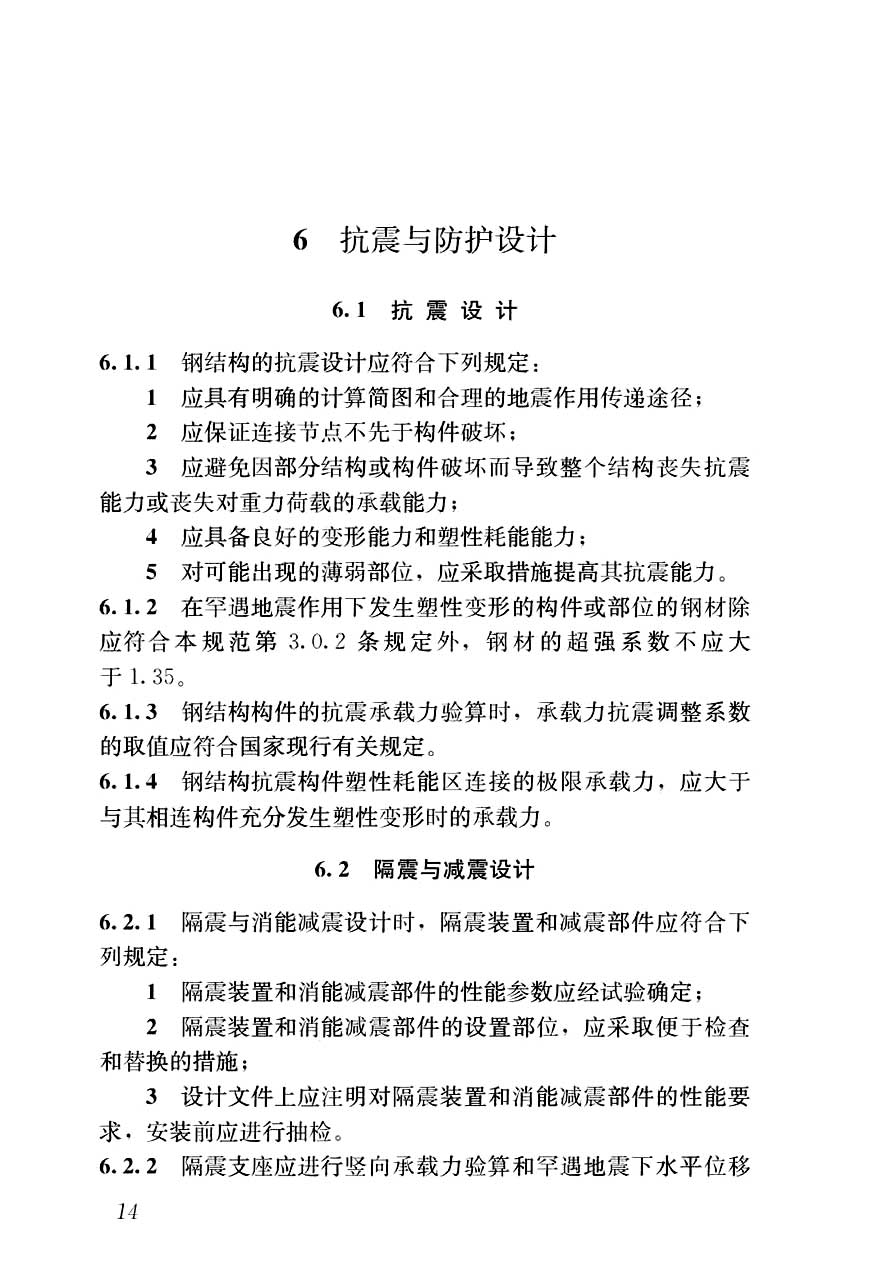 6 抗震与防护设计
6.1 抗震设计
6.1.1 钢结构的抗震设计应符合下列规定：
1 应具有明确的计算简图和合理的地震作用传递途径；
2 应保证连接节点不先于构件破坏；
3 应避免因部分结构或构件破坏而导致整个结构丧失抗震
能力或丧失对重力荷载的承载能力；
4 应具备良好的变形能力和塑性耗能能力；
5 对可能出现的薄弱部位，应采取措施提高其抗震能力。
6.1.2 在罕遇地震作用下发生塑性变形的构件或部位的钢材除
应符合本规范第 3.0.2 条规定外，钢材的超强系数不应大
于 1.35。
6.1.3 钢结构构件的抗震承载力验算时，承载力抗震调整系数
的取值应符合国家现行有关规定。
6.1.4 钢结构抗震构件塑性耗能区连接的极限承载力，应大于
与其相连构件充分发生塑性变形时的承载力。
6.2 隔震与减震设计
6.2.1 隔震与消能减震设计时，隔震装置和减震部件应符合下
列规定：
1 隔震装置和消能减震部件的性能参数应经试验确定；
2 隔震装置和消能减震部件的设置部位，应采取便于检查
和替换的措施；
3 设计文件上应注明对隔震装置和消能减震部件的性能要
求，安装前应进行抽检。
6.2.2 隔震支座应进行竖向承载力验算和罕遇地震下水平位移
14